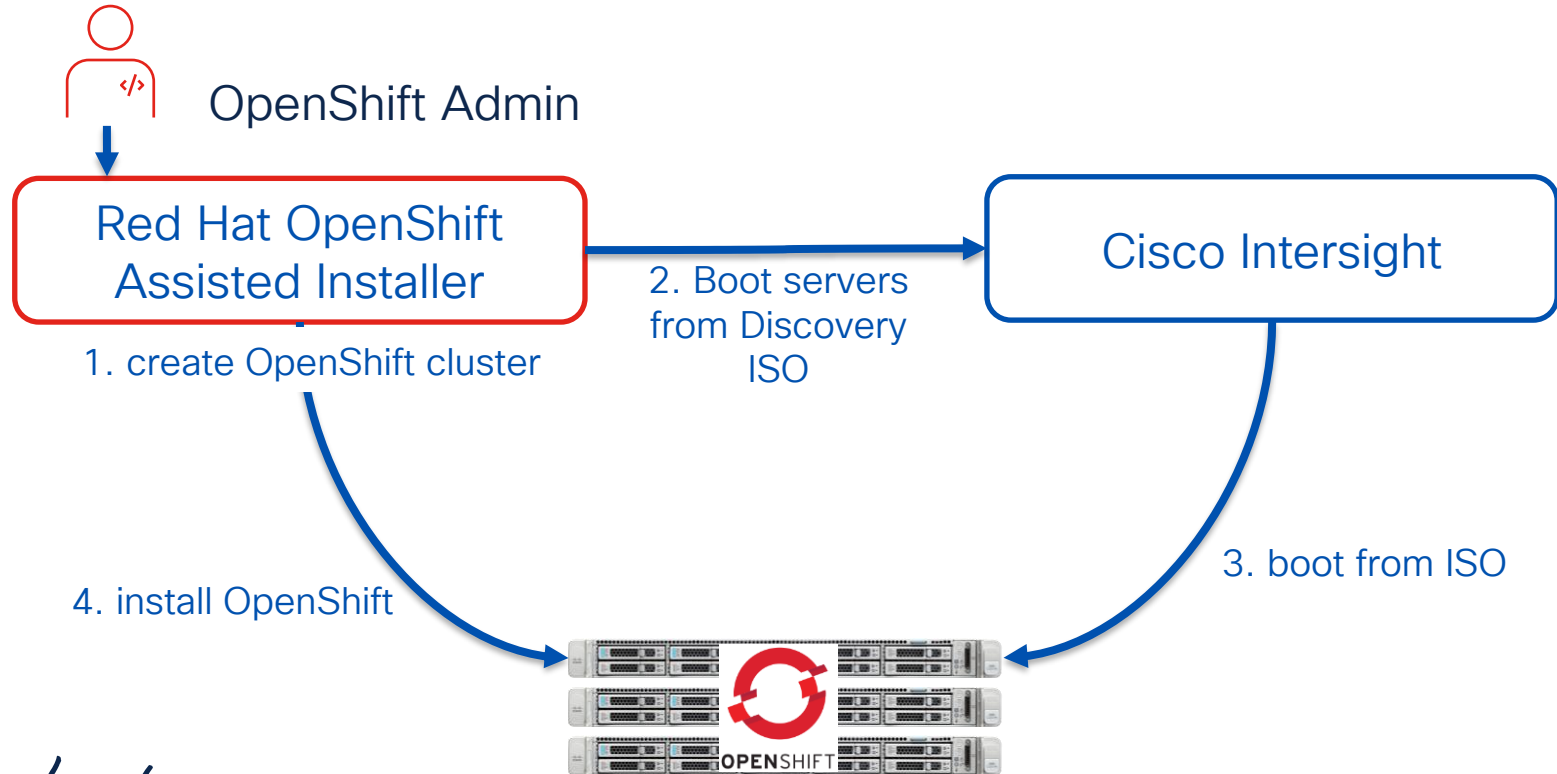 </>
OpenShift Admin
Red Hat OpenShift
Assisted Installer
Cisco Intersight
2. Boot servers
from Discovery
ISO
1. create OpenShift cluster
3. boot from ISO
4. install OpenShift
OPENSHIFT